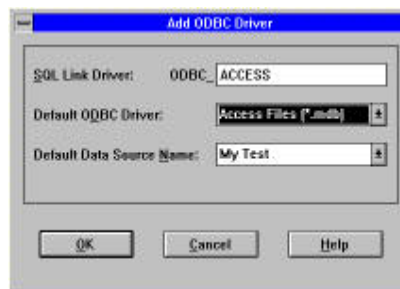 Add ODBC Driver
SQL Link Driver: ODBC_ ACCESS
Default ODBC Driver: Access Files (*.mdb)
Default Data Source Name: My Test
OK Cancel Help